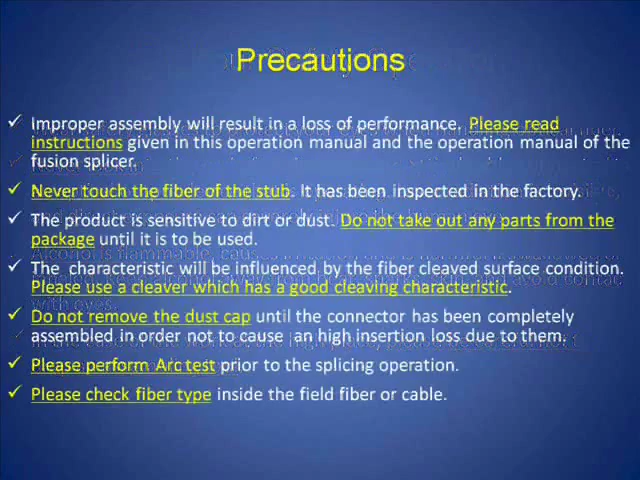 Precautions
✓ Improper assembly will result in a loss of performance. Please read
instructions given in this operation manual and the operation manual of the
fusion splicer.
✓ Never touch the fiber of the stub. It has been inspected in the factory.
✓ The product is sensitive to dirt or dust. Do not take out any parts from the
package until it is to be used.
✓ The characteristic will be influenced by the fiber cleaved surface condition.
Please use a cleaver which has a good cleaving characteristic.
✓ Do not remove the dust cap until the connector has been completely
assembled in order not to cause an high insertion loss due to them.
✓ Please perform Arc test prior to the splicing operation.
✓ Please check fiber type inside the field fiber or cable.